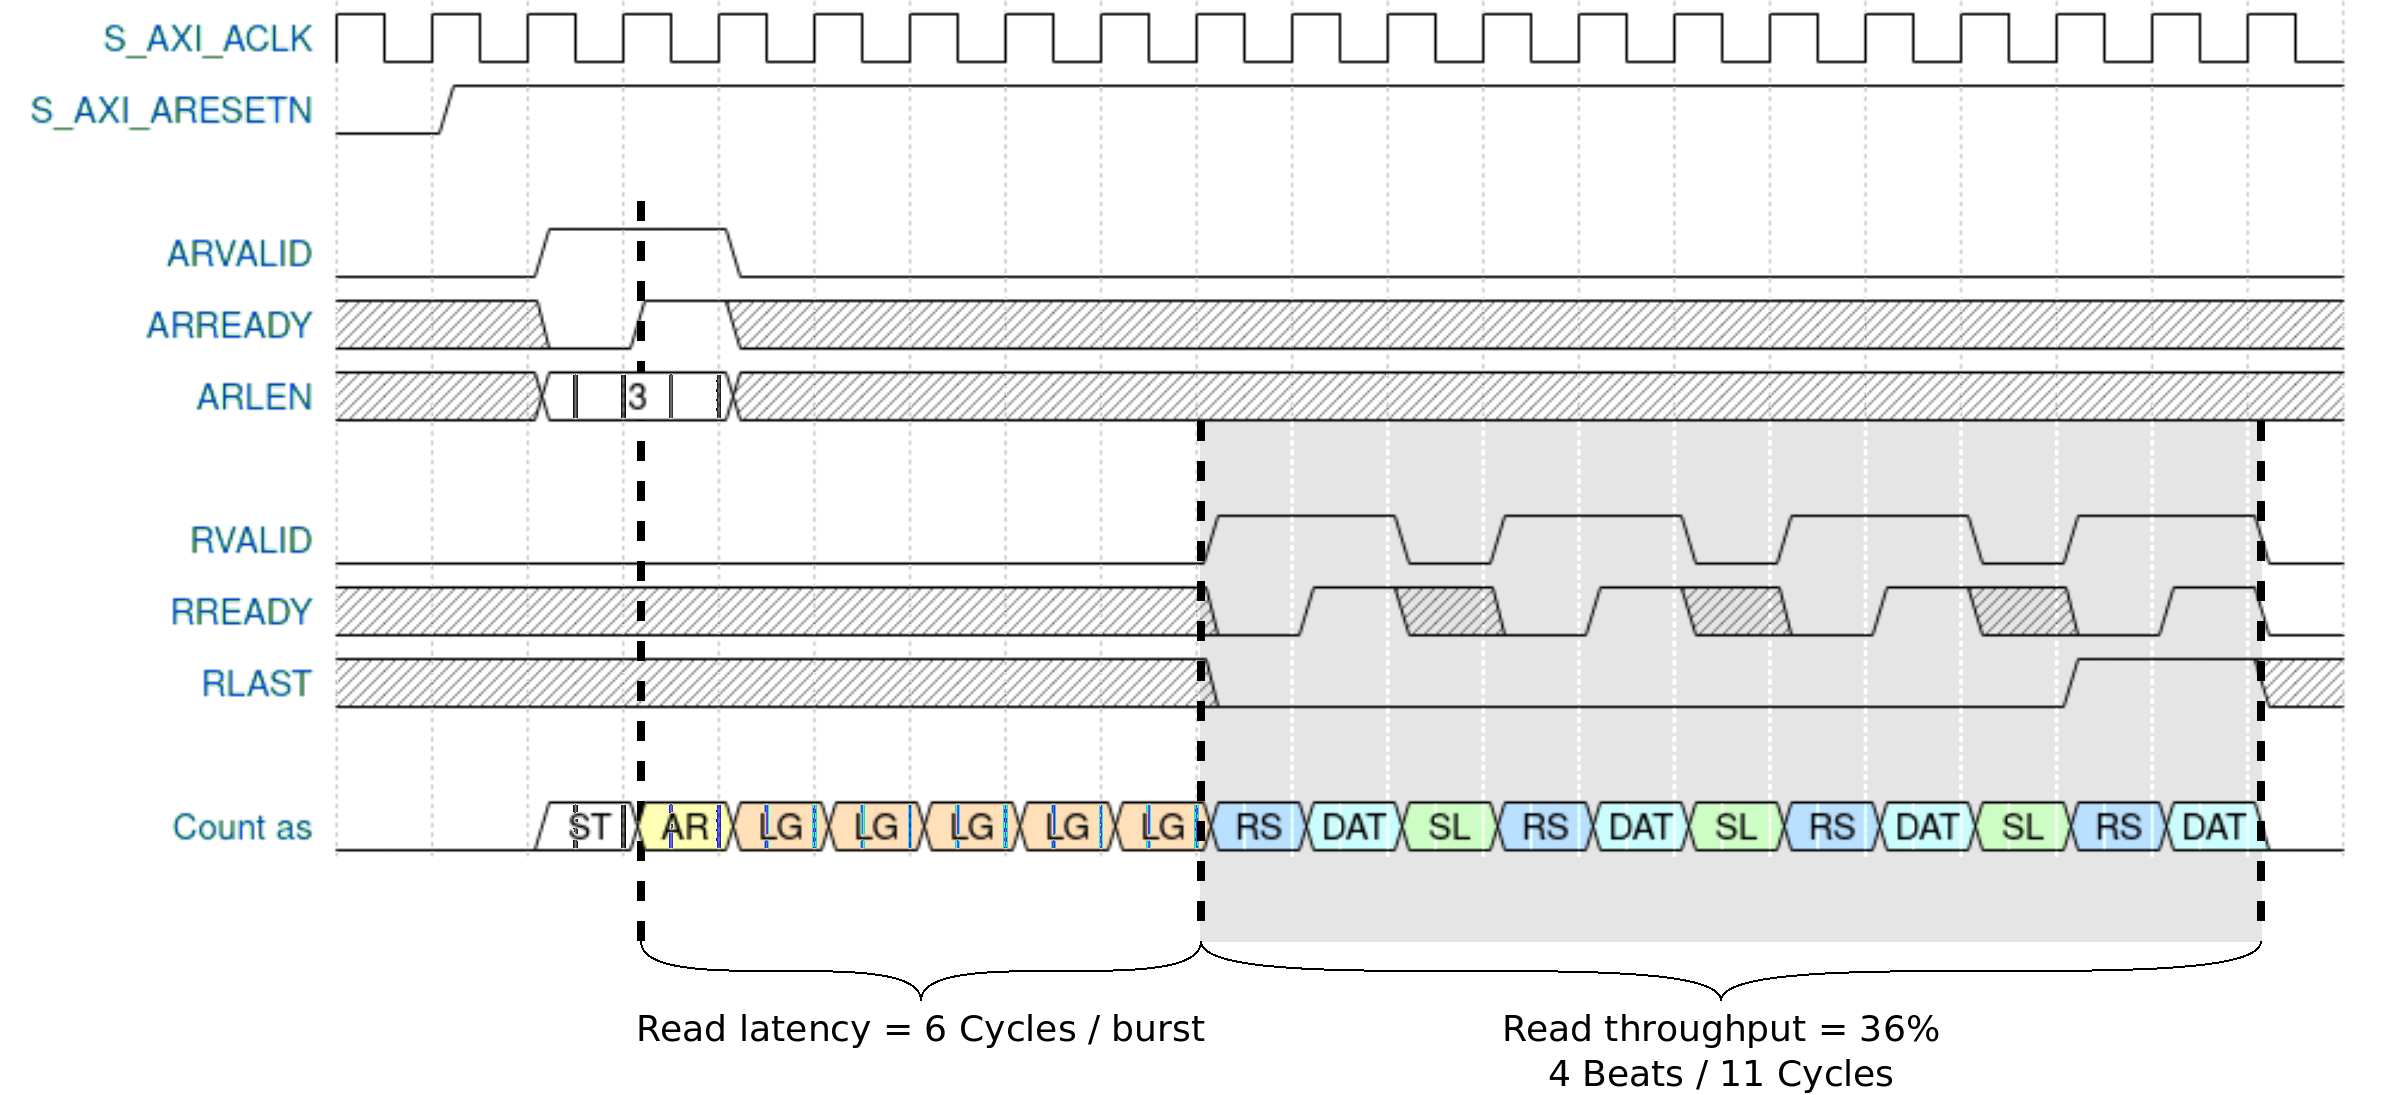 S_AXI_ACLK
S_AXI_ARESETN
ARVALID
ARREADY
ARLEN 3
RVALID
RREADY
RLAST
Count as ST AR LG LG LG LG LG RS DAT SL RS DAT SL RS DAT SL RS DAT
Read latency = 6 Cycles / burst
Read throughput = 36%
4 Beats / 11 Cycles